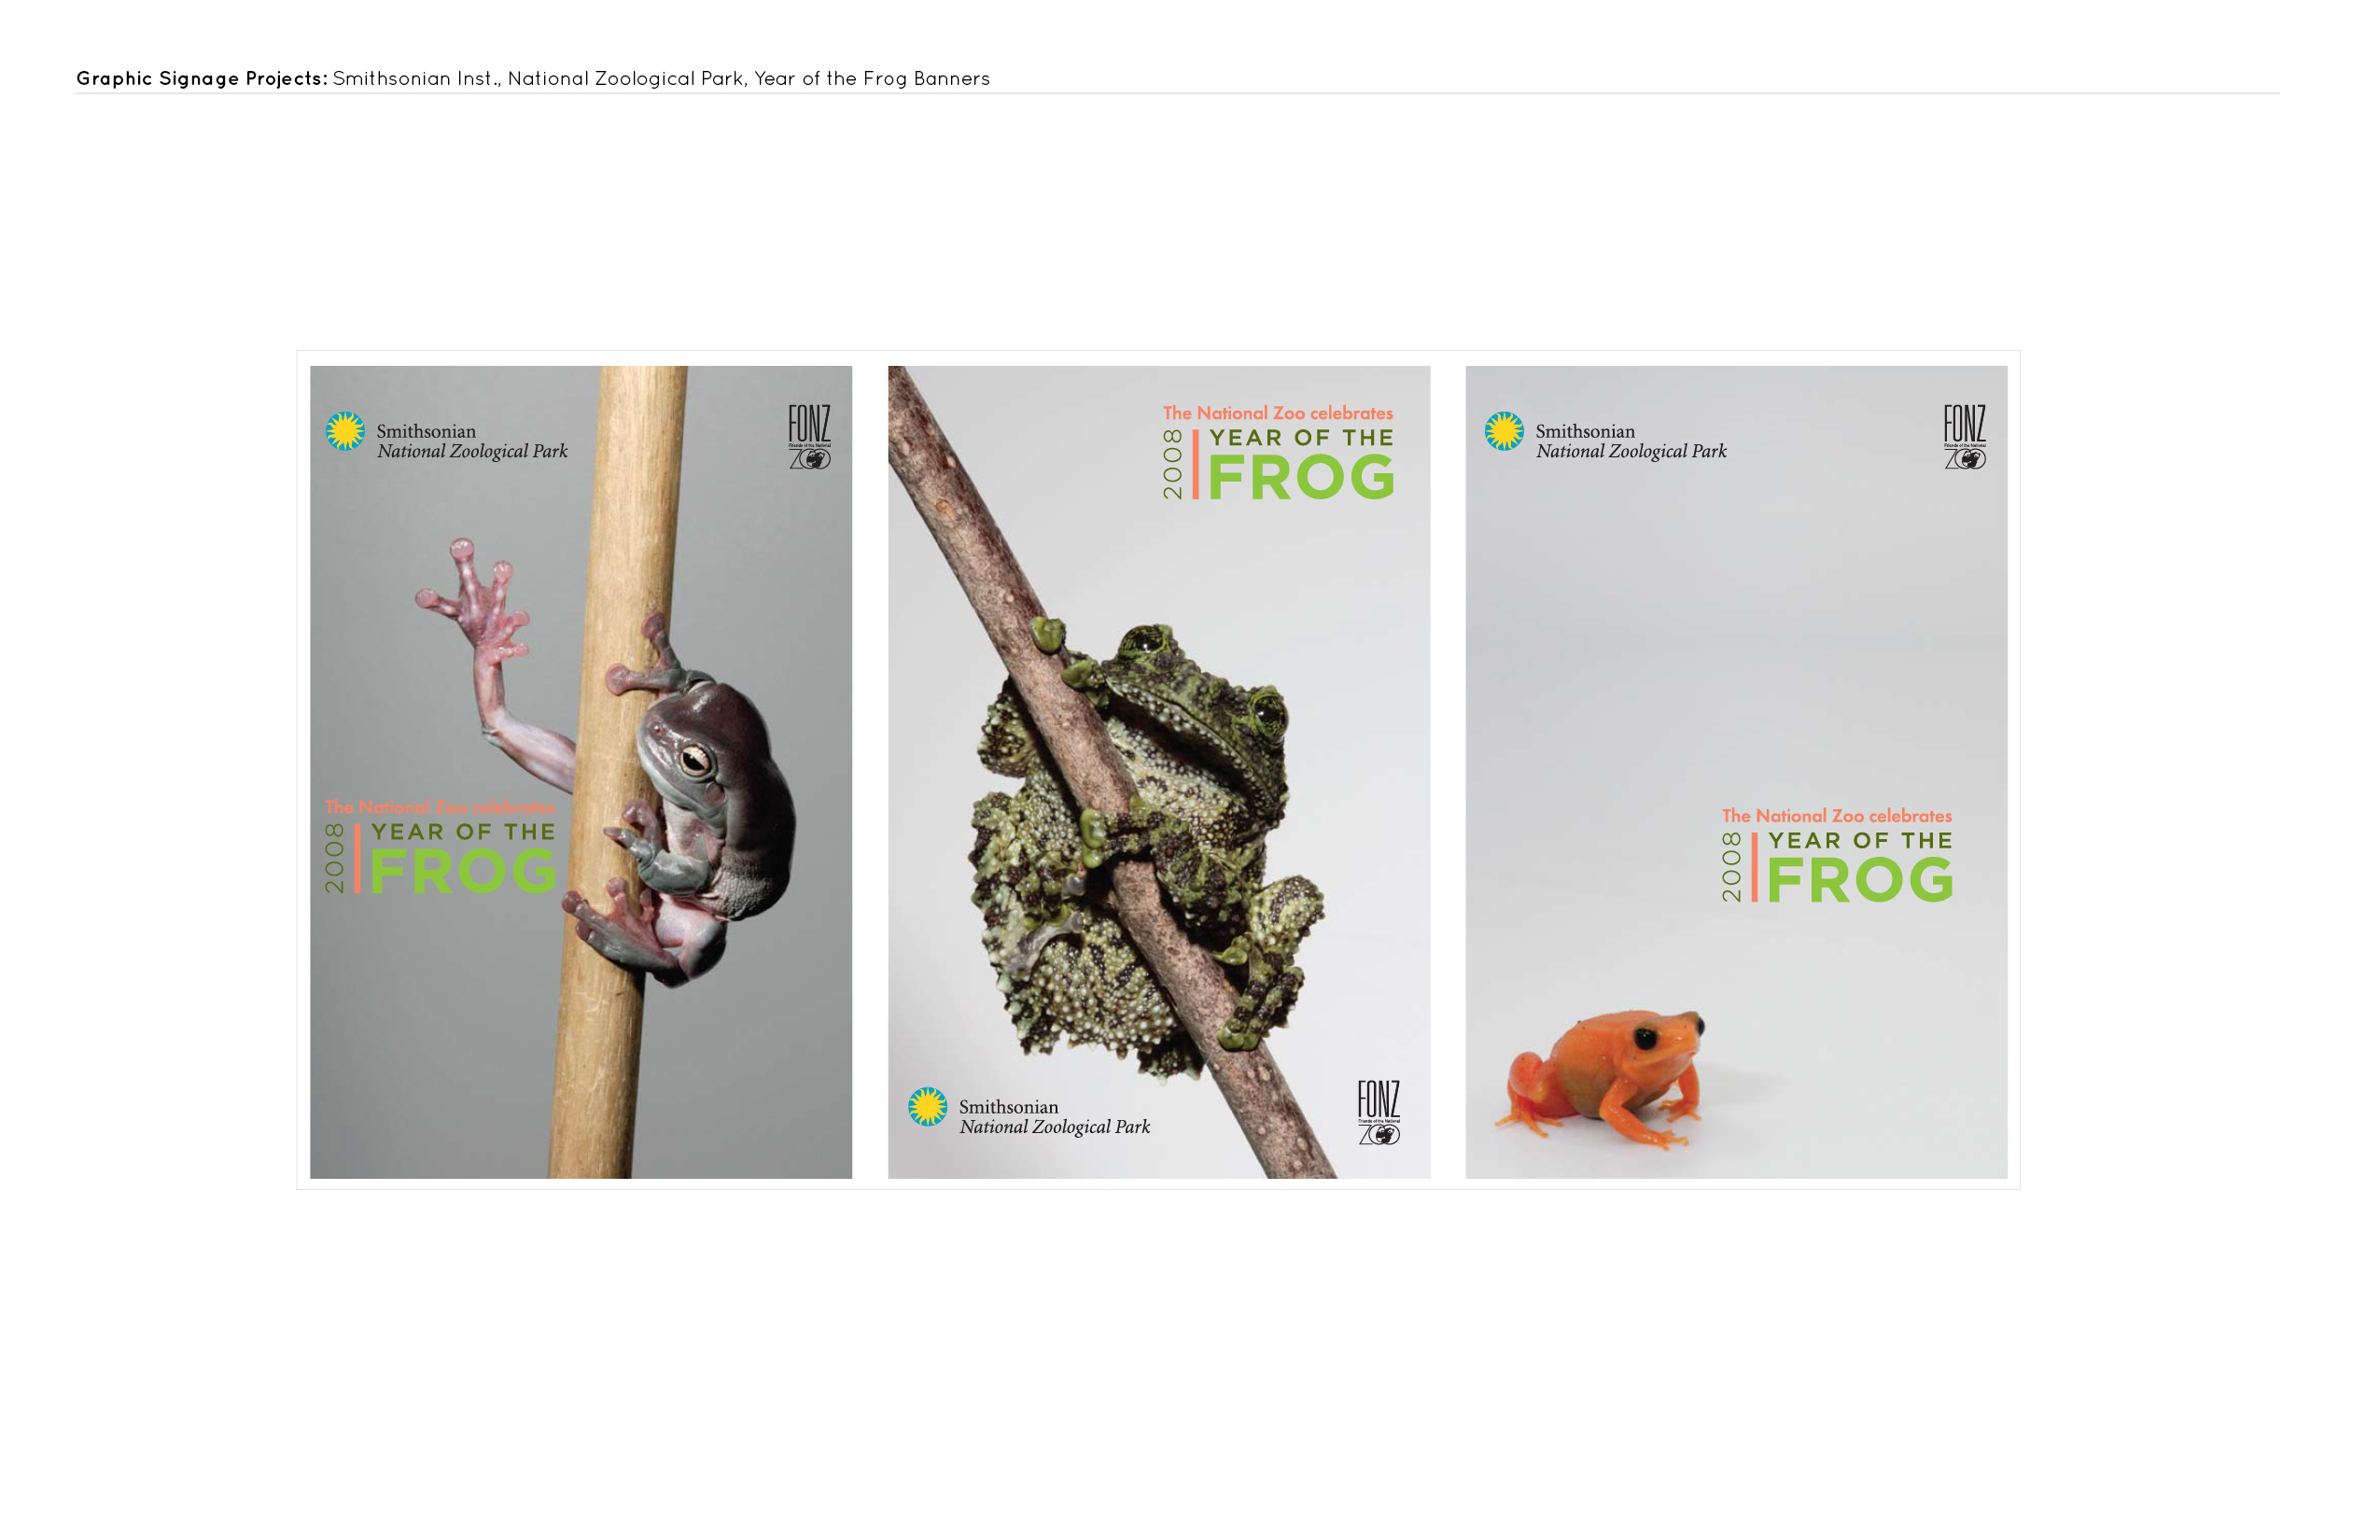 Graphic Signage Projects: Smithsonian Inst., National Zoological Park, Year of the Frog Banners
Smithsonian
National Zoological Park
FONZ
Friends of the National
ZOO
The National Zoo celebrates
2008
YEAR OF THE
FROG
The National Zoo celebrates
2008
YEAR OF THE
FROG
Smithsonian
National Zoological Park
FONZ
Friends of the National
ZOO
Smithsonian
National Zoological Park
FONZ
Friends of the National
ZOO
The National Zoo celebrates
2008
YEAR OF THE
FROG